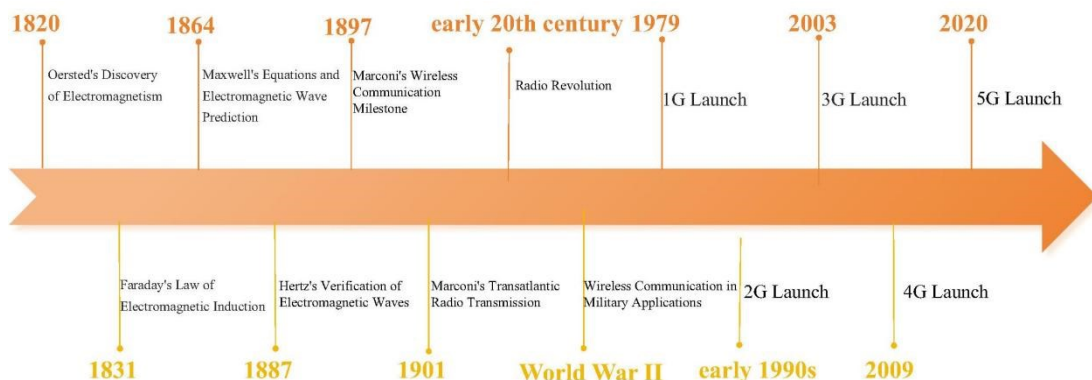 1820
1864
1897
early 20th century
1979
2003
2020
Oersted's Discovery
of Electromagnetism
Maxwell's Equations and
Electromagnetic Wave
Prediction
Marconi's Wireless
Communication
Milestone
Radio Revolution
1G Launch
3G Launch
5G Launch
Faraday's Law of
Electromagnetic Induction
Hertz's Verification of
Electromagnetic Waves
Marconi's Transatlantic
Radio Transmission
Wireless Communication in
Military Applications
2G Launch
4G Launch
1831
1887
1901
World War II
early 1990s
2009